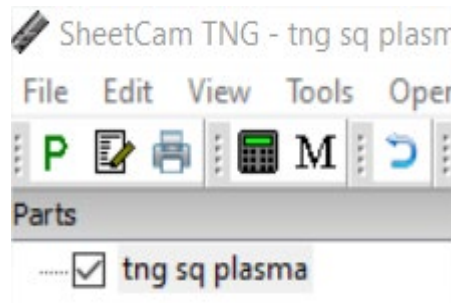 SheetCam TNG - tng sq plasm
File Edit View Tools Oper
P M
Parts
tng sq plasma